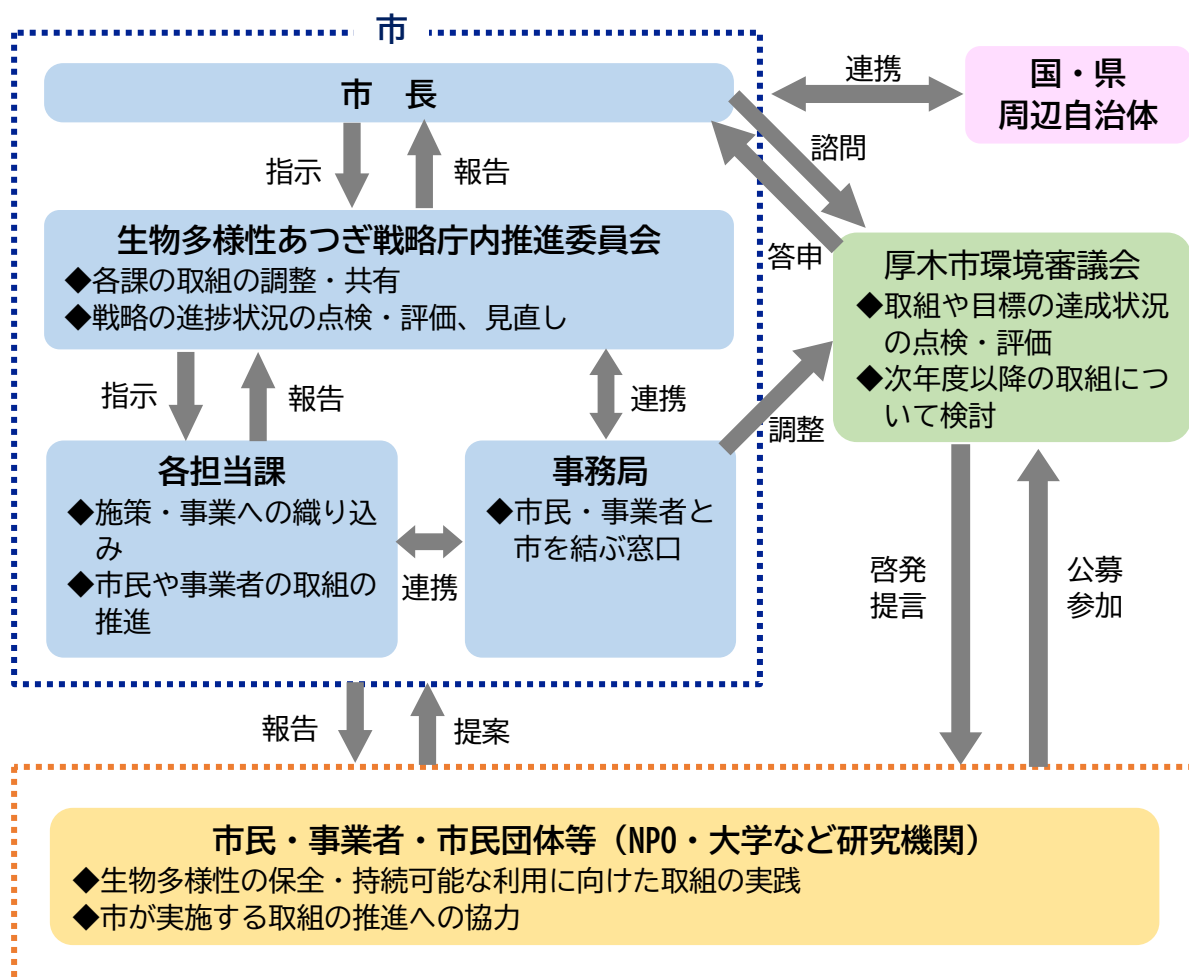 市
市　長
連携
国・県
周辺自治体
指示
報告
諮問
答申
生物多様性あつぎ戦略庁内推進委員会
◆各課の取組の調整・共有
◆戦略の進捗状況の点検・評価、見直し
厚木市環境審議会
◆取組や目標の達成状況
の点検・評価
◆次年度以降の取組につ
いて検討
指示
報告
連携
調整
各担当課
◆施策・事業への織り込
み
◆市民や事業者の取組の
推進
連携
事務局
◆市民・事業者と
市を結ぶ窓口
啓発
提言
公募
参加
報告
提案
市民・事業者・市民団体等（NPO・大学など研究機関）
◆生物多様性の保全・持続可能な利用に向けた取組の実践
◆市が実施する取組の推進への協力